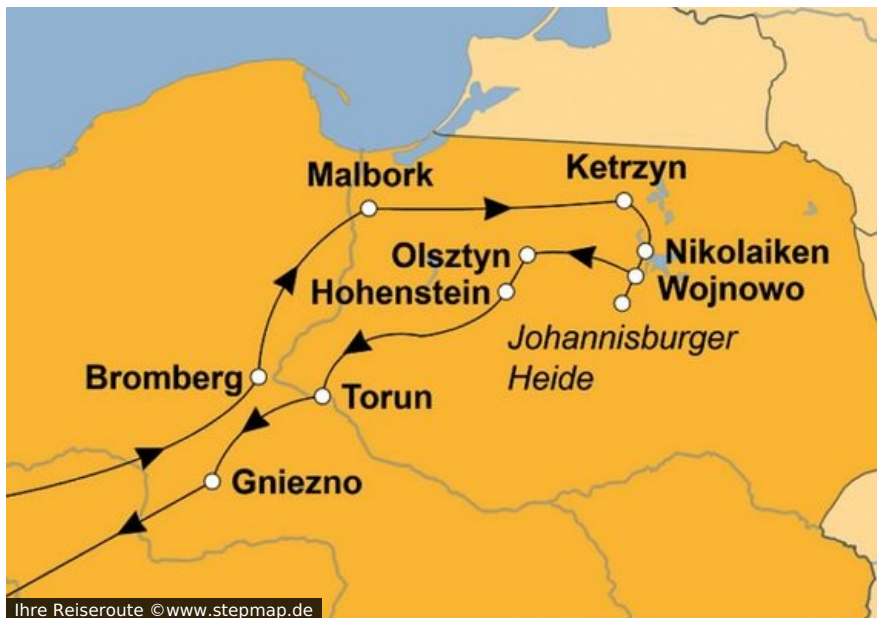 Malbork
Ketrzyn
Olsztyn
Nikolaiken
Hohenstein
Wojnowo
Johannisburger
Heide
Bromberg
Torun
Gniezno
Ihre Reiseroute ©www.stepmap.de